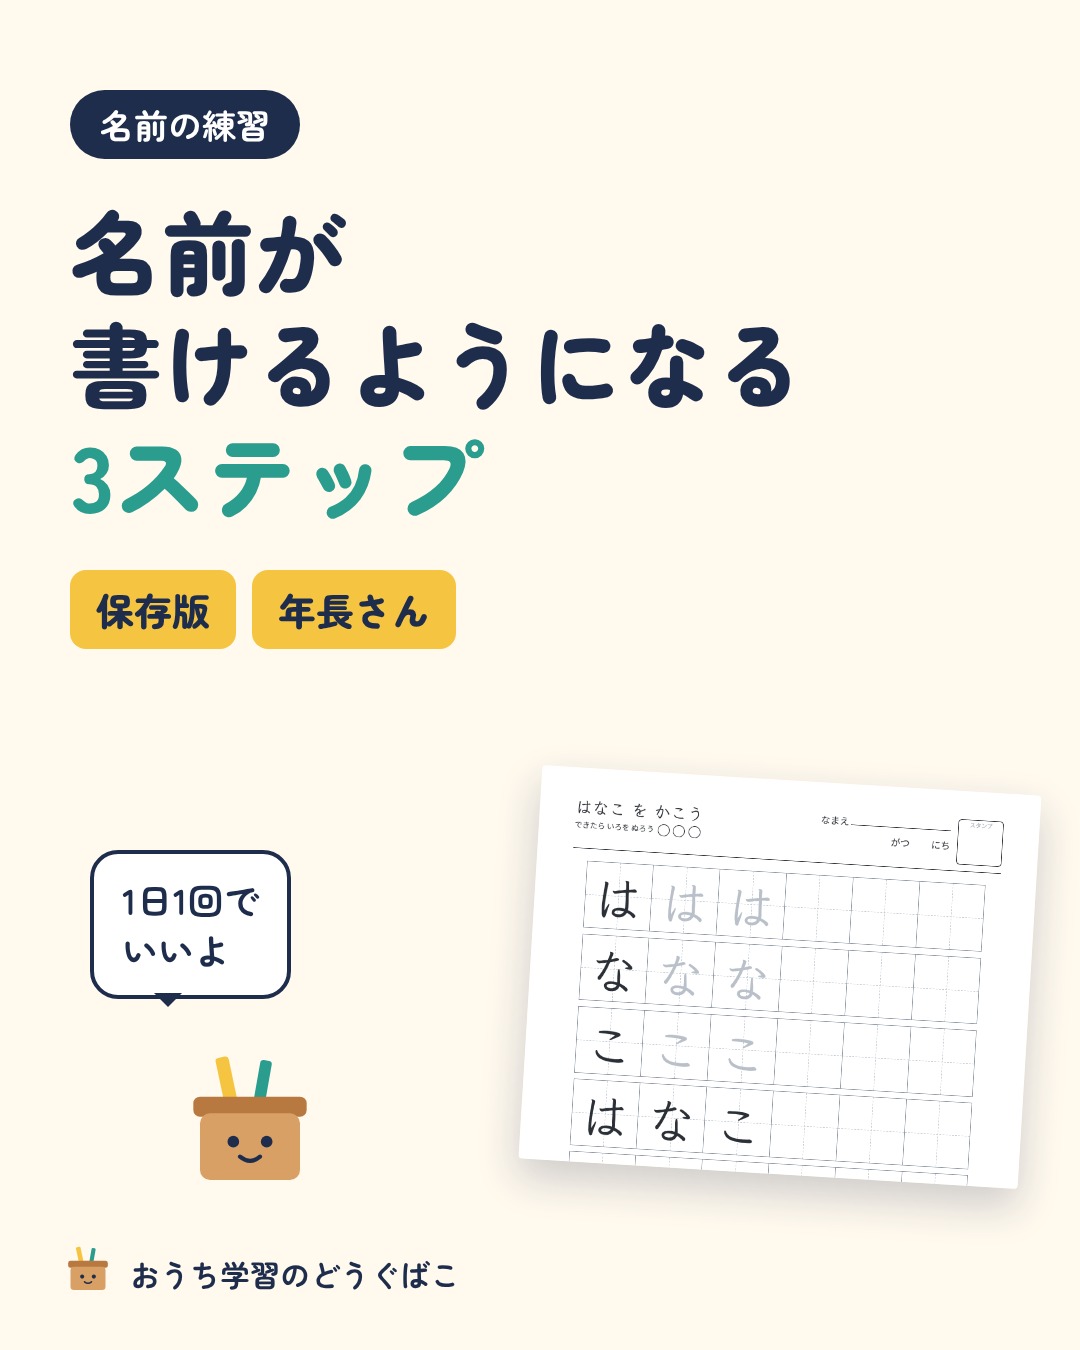 名前の練習
名前が
書けるようになる
3ステップ
保存版
年長さん
1日1回で
いいよ
はなこ を かこう
できたら いろを ぬろう
なまえ
がつ にち
スタンプ
は は は
な な な
こ こ こ
は な こ
おうち学習のどうぐばこ